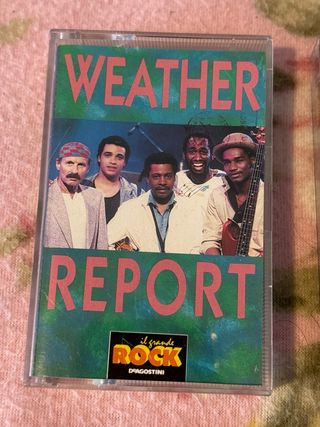 WEATHER
REPORT
il grande
ROCK
DEAGOSTINI